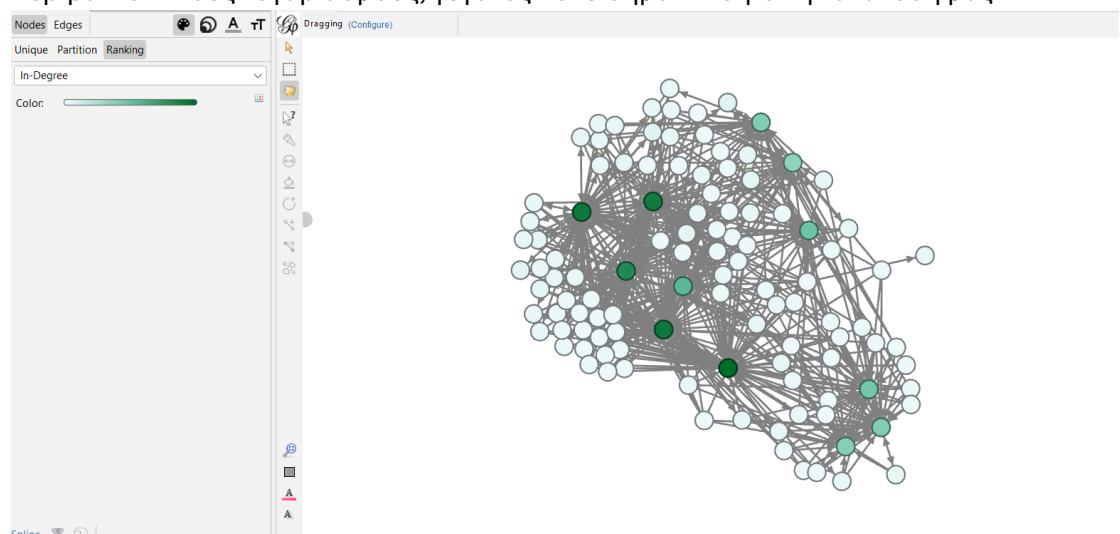 Nodes Edges
Dragging (Configure)
Unique Partition Ranking
In-Degree
Color: